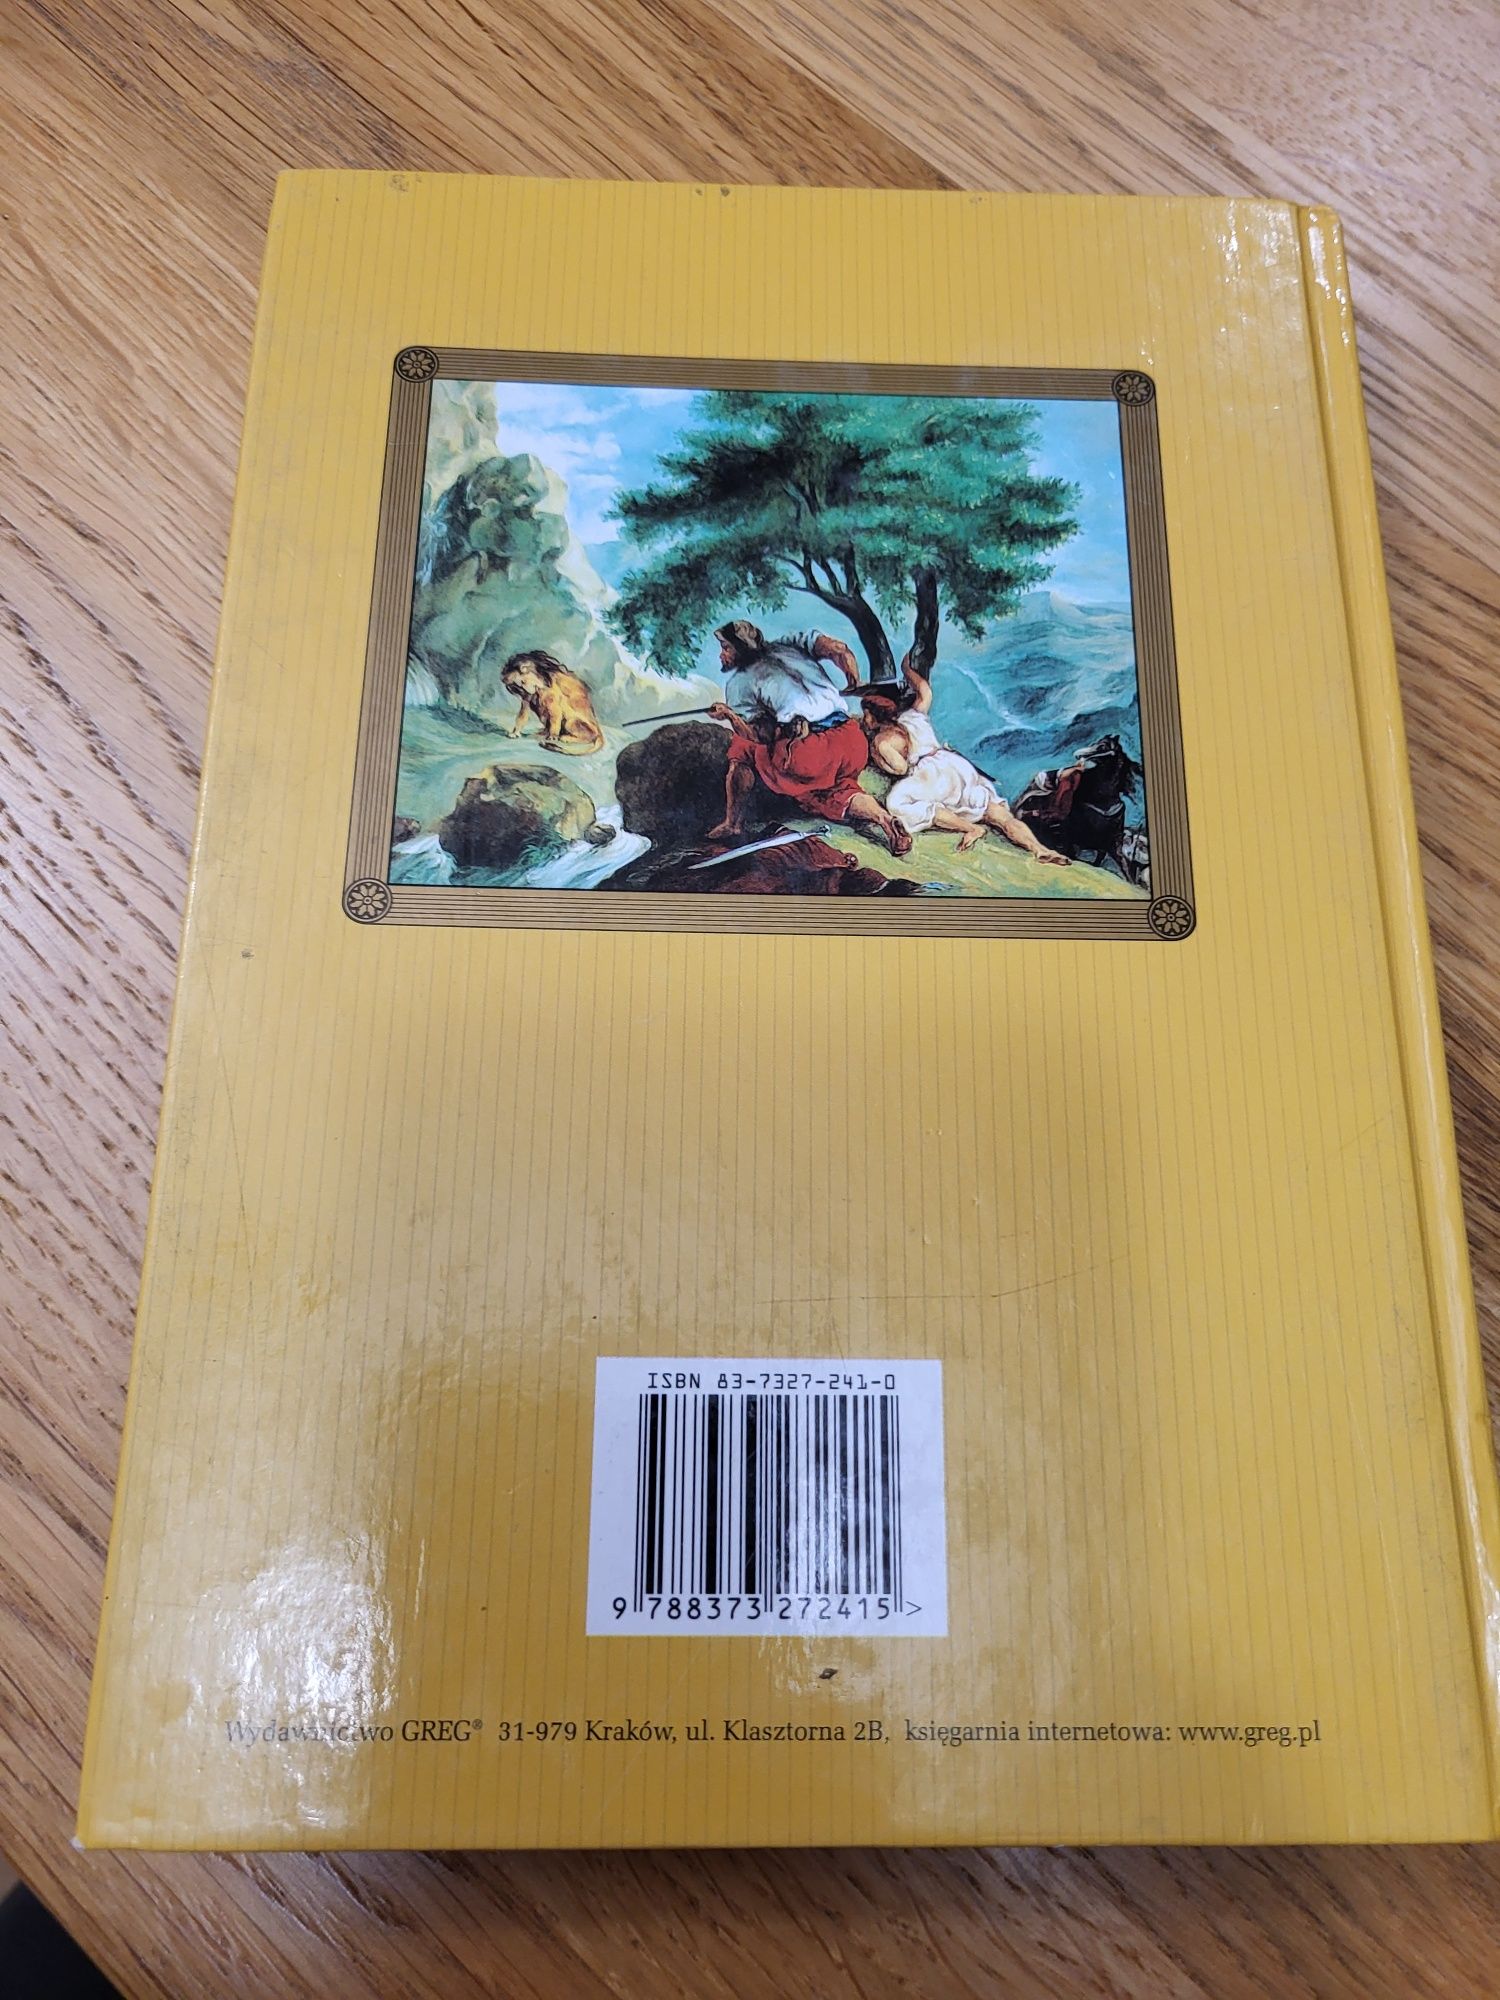 ISBN 83-7327-241-0
9 788373 272415 >
Wydawnictwo GREG® 31-979 Kraków, ul. Klasztorna 2B, księgarnia internetowa: www.greg.pl